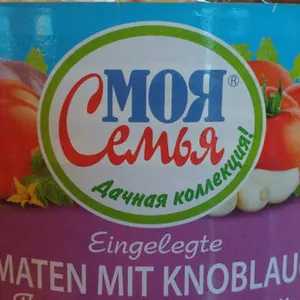 МОЯ®
Семья
Дачная коллекция!
Eingelegte
MATEN MIT KNOBLAU